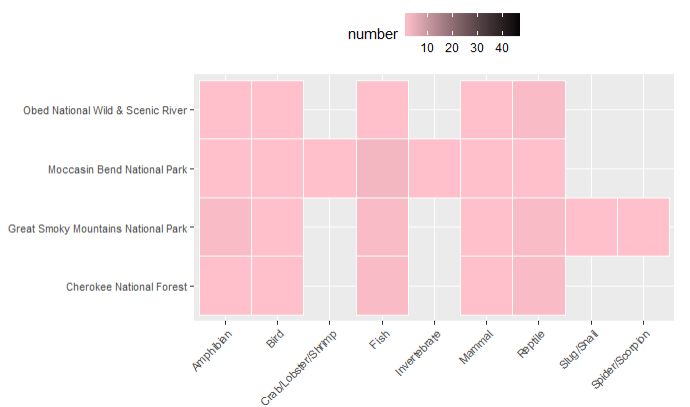 number
10 20 30 40
Obed National Wild & Scenic River
Moccasin Bend National Park
Great Smoky Mountains National Park
Cherokee National Forest
Amphibian
Bird
Crab/Lobster/Shrimp
Fish
Invertebrate
Mammal
Reptile
Slug/Snail
Spider/Scorpion